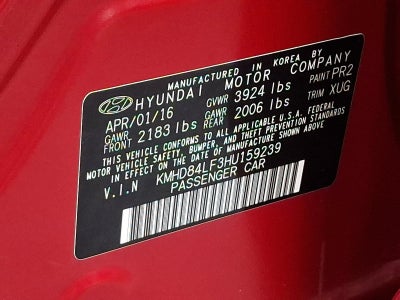 MANUFACTURED IN KOREA BY
HYUNDAI MOTOR COMPANY
APR/01/16 GVWR 3924 lbs PAINT PR2
GAWR FRONT 2183 lbs GAWR REAR 2006 lbs TRIM XUG
THIS VEHICLE CONFORMS TO ALL APPLICABLE U.S.A. FEDERAL
MOTOR VEHICLE SAFETY, BUMPER, AND THEFT PREVENTION
STANDARDS IN EFFECT ON THE DATE OF MANUFACTURE SHOWN ABOVE.
V.I.N KMHD84LF3HU159239
PASSENGER CAR